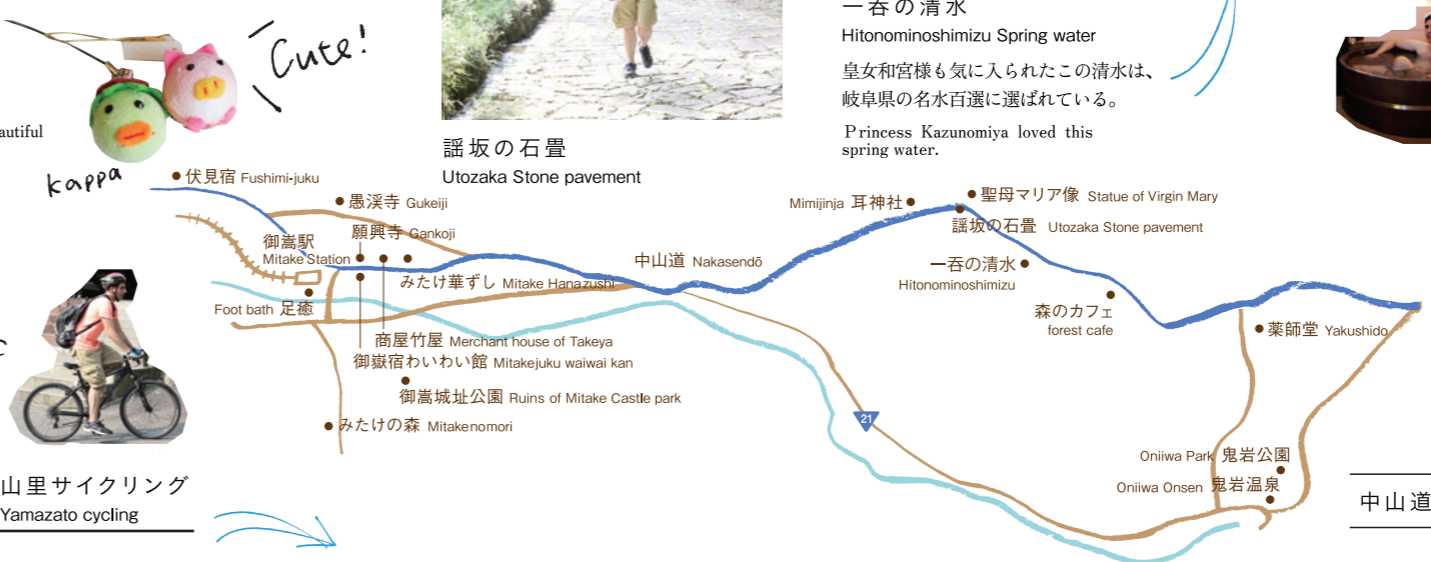 Cute!
kappa
謡坂の石畳
Utozaka Stone pavement
一呑の清水
Hitonominoshimizu Spring water
皇女和宮様も気に入られたこの清水は、
岐阜県の名水百選に選ばれている。
Princess Kazunomiya loved this
spring water.
伏見宿 Fushimi-juku
愚渓寺 Gukeiji
願興寺 Gankoji
御嵩駅
Mitake Station
みたけ華ずし Mitake Hanazushi
Foot bath 足癒
商屋竹屋 Merchant house of Takeya
御嶽宿わいわい館 Mitakejuku waiwai kan
御嵩城址公園 Ruins of Mitake Castle park
みたけの森 Mitakenomori
中山道 Nakasendō
Mimijinja 耳神社
聖母マリア像 Statue of Virgin Mary
謡坂の石畳 Utozaka Stone pavement
一呑の清水
Hitonominoshimizu
森のカフェ
forest cafe
薬師堂 Yakushido
21
Oniiwa Park 鬼岩公園
Oniiwa Onsen 鬼岩温泉
山里サイクリング
Yamazato cycling
中山道